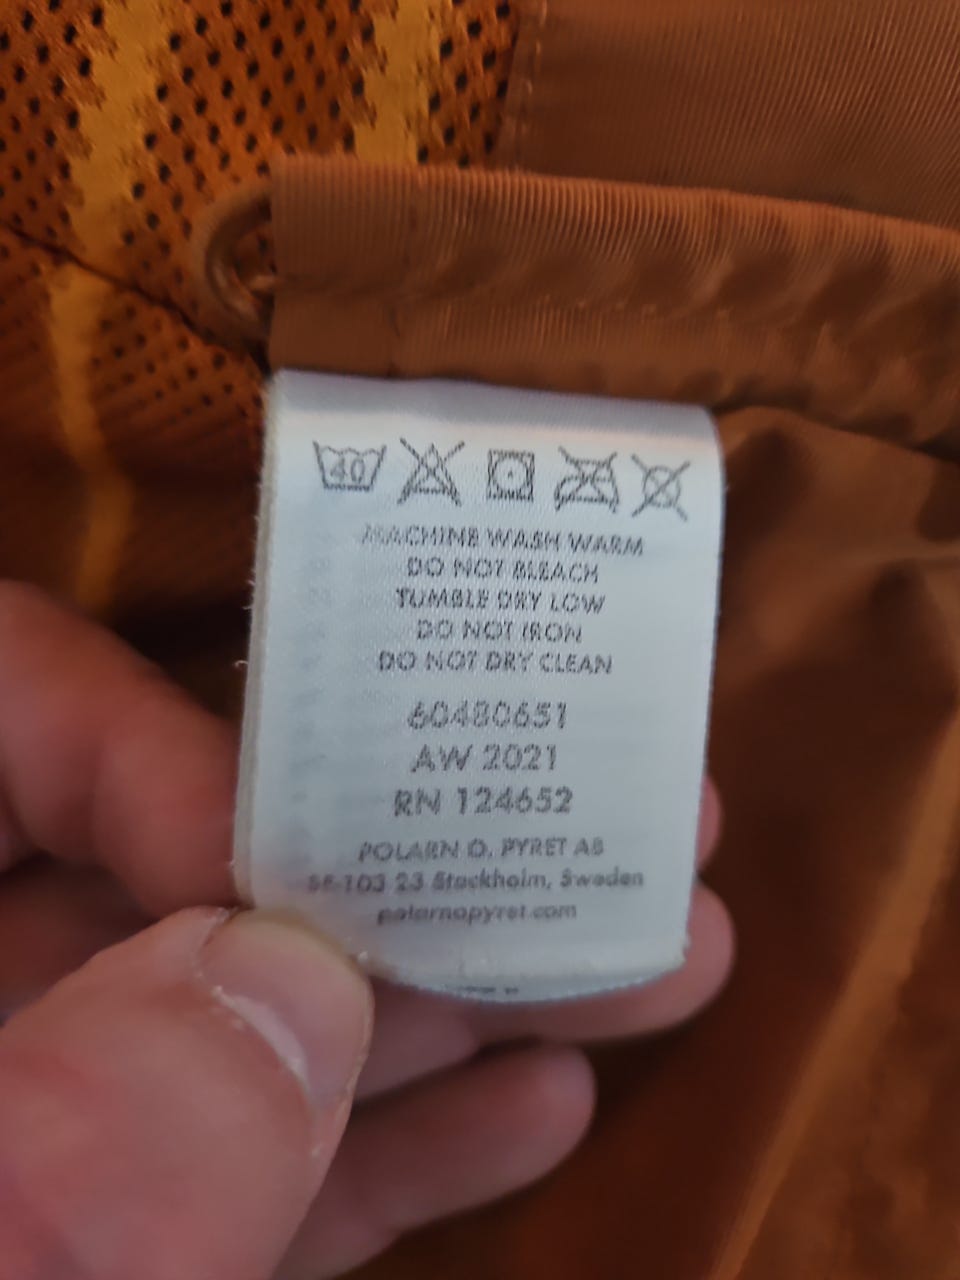 40
MACHINE WASH WARM
DO NOT BLEACH
TUMBLE DRY LOW
DO NOT IRON
DO NOT DRY CLEAN
60480651
AW 2021
RN 124652
POLARN O. PYRET AB
SE-103 23 Stockholm, Sweden
polarnopyret.com